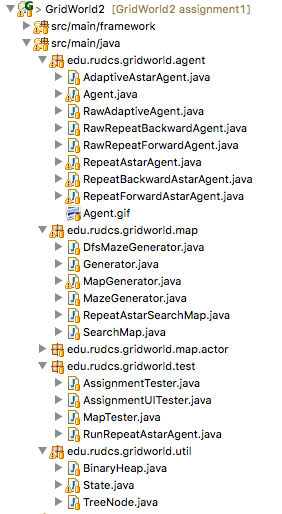 > GridWorld2 [GridWorld2 assignment1]
src/main/framework
src/main/java
edu.rudcs.gridworld.agent
AdaptiveAstarAgent.java
Agent.java
RawAdaptiveAgent.java
RawRepeatBackwardAgent.java
RawRepeatForwardAgent.java
RepeatAstarAgent.java
RepeatBackwardAstarAgent.java
RepeatForwardAstarAgent.java
Agent.gif
edu.rudcs.gridworld.map
DfsMazeGenerator.java
Generator.java
MapGenerator.java
MazeGenerator.java
RepeatAstarSearchMap.java
SearchMap.java
edu.rudcs.gridworld.map.actor
edu.rudcs.gridworld.test
AssignmentTester.java
AssignmentUITester.java
MapTester.java
RunRepeatAstarAgent.java
edu.rudcs.gridworld.util
BinaryHeap.java
State.java
TreeNode.java